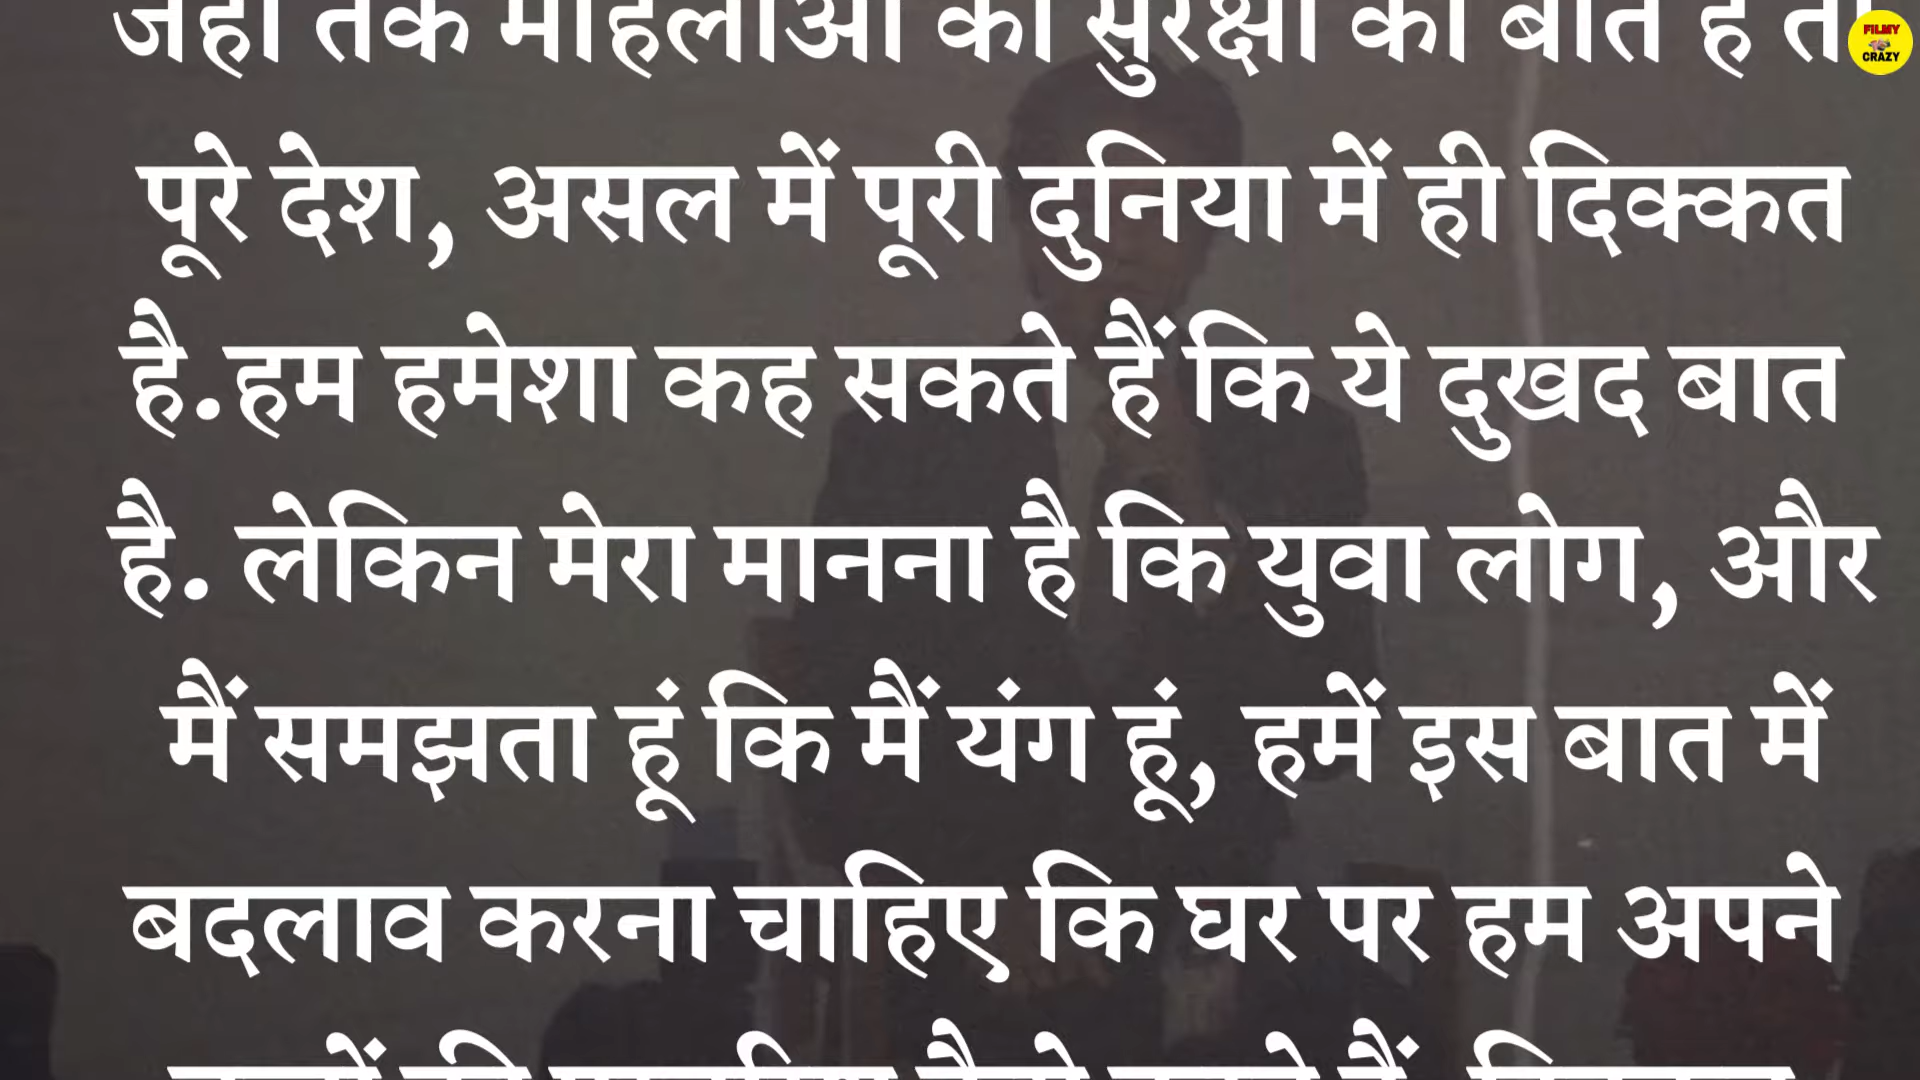 जहां तक महिलाओं की सुरक्षा की बात है तो
पूरे देश, असल में पूरी दुनिया में ही दिक्कत
है.हम हमेशा कह सकते हैं कि ये दुखद बात
है. लेकिन मेरा मानना है कि युवा लोग, और
मैं समझता हूं कि मैं यंग हूं, हमें इस बात में
बदलाव करना चाहिए कि घर पर हम अपने
FILMY
CRAZY